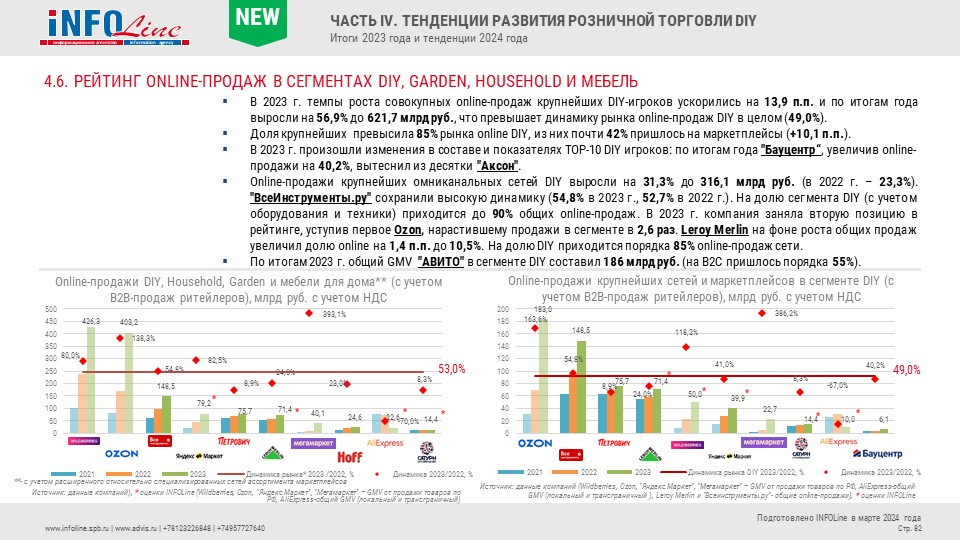 iNFOLine
информационное агентство information agency
NEW
ЧАСТЬ IV. ТЕНДЕНЦИИ РАЗВИТИЯ РОЗНИЧНОЙ ТОРГОВЛИ DIY
Итоги 2023 года и тенденции 2024 года
4.6. РЕЙТИНГ ONLINE-ПРОДАЖ В СЕГМЕНТАХ DIY, GARDEN, HOUSEHOLD И МЕБЕЛЬ
▪ В 2023 г. темпы роста совокупных online-продаж крупнейших DIY-игроков ускорились на 13,9 п.п. и по итогам года
выросли на 56,9% до 621,7 млрд руб., что превышает динамику рынка online-продаж DIY в целом (49,0%).
▪ Доля крупнейших превысила 85% рынка online DIY, из них почти 42% пришлось на маркетплейсы (+10,1 п.п.).
▪ В 2023 г. произошли изменения в составе и показателях TOP-10 DIY игроков: по итогам года "Бауцентр“, увеличив online-
продажи на 40,2%, вытеснил из десятки "Аксон".
▪ Online-продажи крупнейших омниканальных сетей DIY выросли на 31,3% до 316,1 млрд руб. (в 2022 г. – 23,3%).
"ВсеИнструменты.ру" сохранили высокую динамику (54,8% в 2023 г., 52,7% в 2022 г.). На долю сегмента DIY (с учетом
оборудования и техники) приходится до 90% общих online-продаж. В 2023 г. компания заняла вторую позицию в
рейтинге, уступив первое Ozon, нарастившему продажи в сегменте в 2,6 раз. Leroy Merlin на фоне роста общих продаж
увеличил долю online на 1,4 п.п. до 10,5%. На долю DIY приходится порядка 85% online-продаж сети.
▪ По итогам 2023 г. общий GMV "АВИТО" в сегменте DIY составил 186 млрд руб. (на B2C пришлось порядка 55%).
Online-продажи DIY, Household, Garden и мебели для дома** (с учетом
B2B-продаж ритейлеров), млрд руб. с учетом НДС
500
450
400
350
300
250
200
150
100
50
0
426,3
403,2
393,1%
138,3%
80,0%
54,8%
82,5%
148,5
79,2 *
8,9%
75,7
24,0%
71,4 *
40,1
23,0%
24,6
22,6 *
-70,0%
8,3%
14,4 *
53,0%
WILDBERRIES
OZON
Все
Яндекс Маркет
ПЕТРОВИЧ
мегамаркет
Hoff
AliExpress
САТУРН
2021 2022 2023 Динамика рынка* 2023/2022, % Динамика 2023/2022, %
** с учетом расширенного относительно специализированных сетей ассортимента маркетплейсов
Источник: данные компаний), * оценки INFOLine (Wildberries, Ozon, "Яндекс Маркет", "Мегамаркет" – GMV от продажи товаров по
РФ, AliExpress-общий GMV (локальный и трансграничный)
Online-продажи крупнейших сетей и маркетплейсов в сегменте DIY (с
учетом B2B-продаж ритейлеров), млрд руб. с учетом НДС
200
180
160
140
120
100
80
60
40
20
0
183,0
163,6%
148,5
54,8%
8,9%
75,7
24,0%
71,4 *
118,2%
50,0 *
41,0%
39,9 *
386,2%
22,7
8,3%
14,4 *
-67,0%
10,0 *
40,2%
6,1
49,0%
OZON
Все
ПЕТРОВИЧ
Яндекс Маркет
WILDBERRIES
мегамаркет
САТУРН
AliExpress
Бауцентр
2021 2022 2023 Динамика рынка DIY 2023/2022, % Динамика 2023/2022, %
Источник: данные компаний (Wildberries, Ozon, "Яндекс Маркет", "Мегамаркет" – GMV от продажи товаров по РФ, AliExpress-общий
GMV (локальный и трансграничный ), Leroy Merlin и "Всеинструменты.ру"- общие online-продажи), * оценки INFOLine
www.infoline.spb.ru | www.advis.ru | +78123226848 | +74957727640
Подготовлено INFOLine в марте 2024 года
Стр. 82